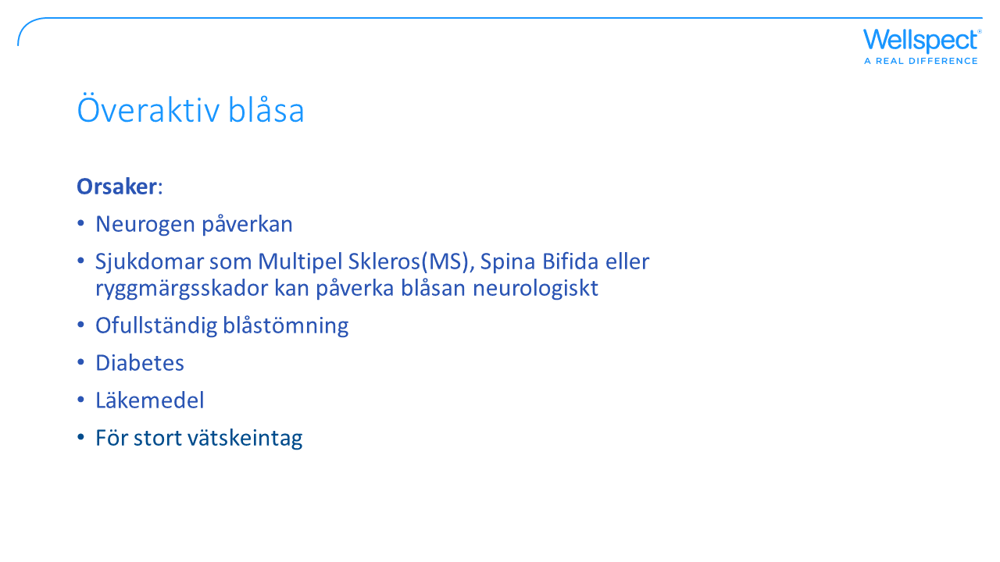 Wellspect®
A REAL DIFFERENCE
Överaktiv blåsa
Orsaker:
• Neurogen påverkan
• Sjukdomar som Multipel Skleros(MS), Spina Bifida eller
ryggmärgsskador kan påverka blåsan neurologiskt
• Ofullständig blåstömning
• Diabetes
• Läkemedel
• För stort vätskeintag